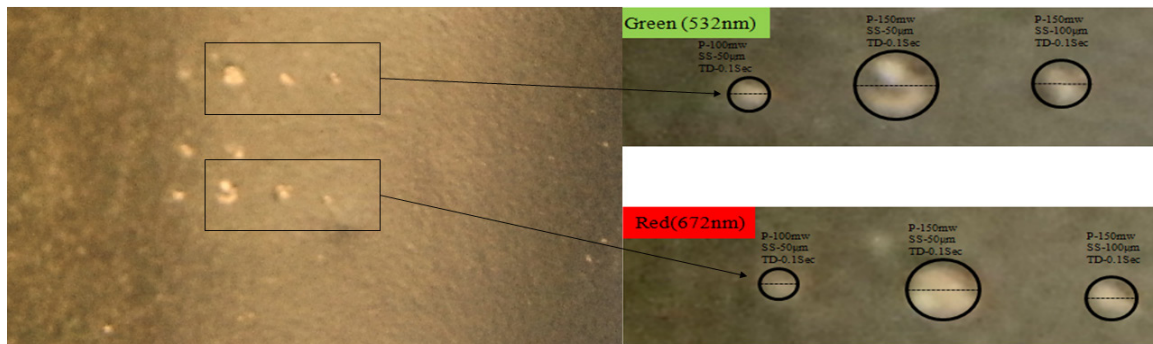 Green (532nm)
P-100mw
SS-50µm
TD-0.1Sec
P-150mw
SS-50µm
TD-0.1Sec
P-150mw
SS-100µm
TD-0.1Sec
Red(672nm)
P-100mw
SS-50µm
TD-0.1Sec
P-150mw
SS-50µm
TD-0.1Sec
P-150mw
SS-100µm
TD-0.1Sec